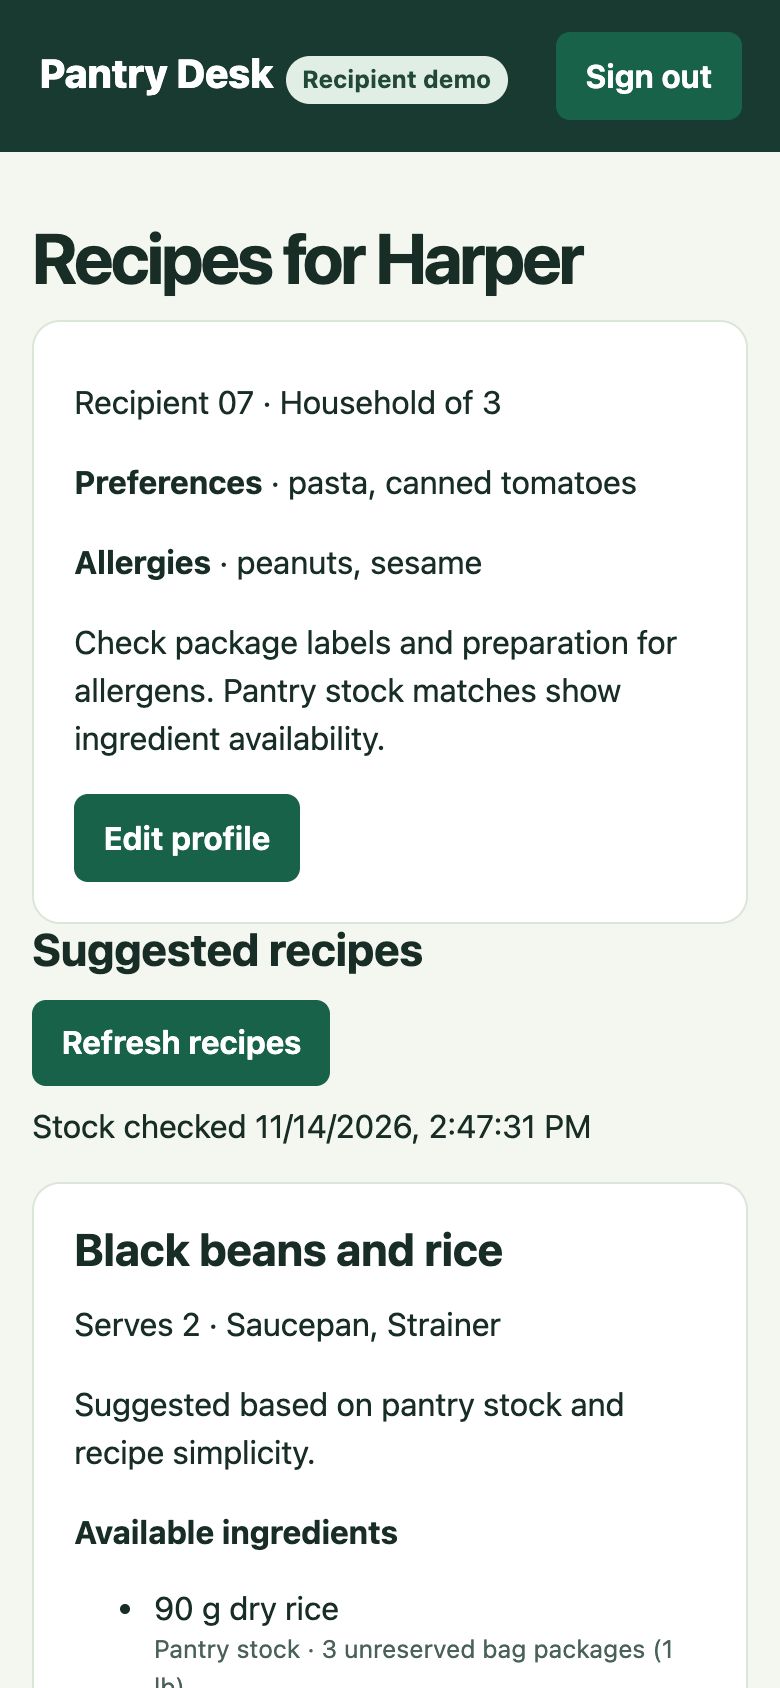 Pantry Desk Recipient demo Sign out
Recipes for Harper
Recipient 07 · Household of 3
Preferences · pasta, canned tomatoes
Allergies · peanuts, sesame
Check package labels and preparation for
allergens. Pantry stock matches show
ingredient availability.
Edit profile
Suggested recipes
Refresh recipes
Stock checked 11/14/2026, 2:47:31 PM
Black beans and rice
Serves 2 · Saucepan, Strainer
Suggested based on pantry stock and
recipe simplicity.
Available ingredients
• 90 g dry rice
Pantry stock · 3 unreserved bag packages (1
lb)